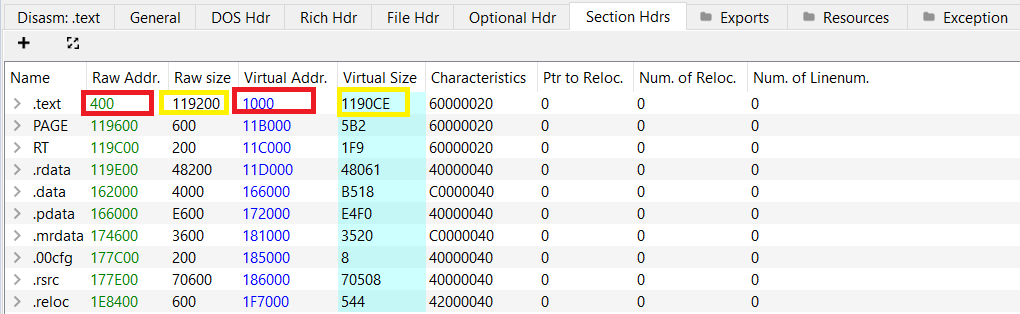 Disasm: .text General DOS Hdr Rich Hdr File Hdr Optional Hdr Section Hdrs Exports Resources Exception
Name Raw Addr. Raw size Virtual Addr. Virtual Size Characteristics Ptr to Reloc. Num. of Reloc. Num. of Linenum.
.text 400 119200 1000 1190CE 60000020 0 0 0
PAGE 119600 600 11B000 5B2 60000020 0 0 0
RT 119C00 200 11C000 1F9 60000020 0 0 0
.rdata 119E00 48200 11D000 48061 40000040 0 0 0
.data 162000 4000 166000 B518 C0000040 0 0 0
.pdata 166000 E600 172000 E4F0 40000040 0 0 0
.mrdata 174600 3600 181000 3520 C0000040 0 0 0
.00cfg 177C00 200 185000 8 40000040 0 0 0
.rsrc 177E00 70600 186000 70508 40000040 0 0 0
.reloc 1E8400 600 1F7000 544 42000040 0 0 0